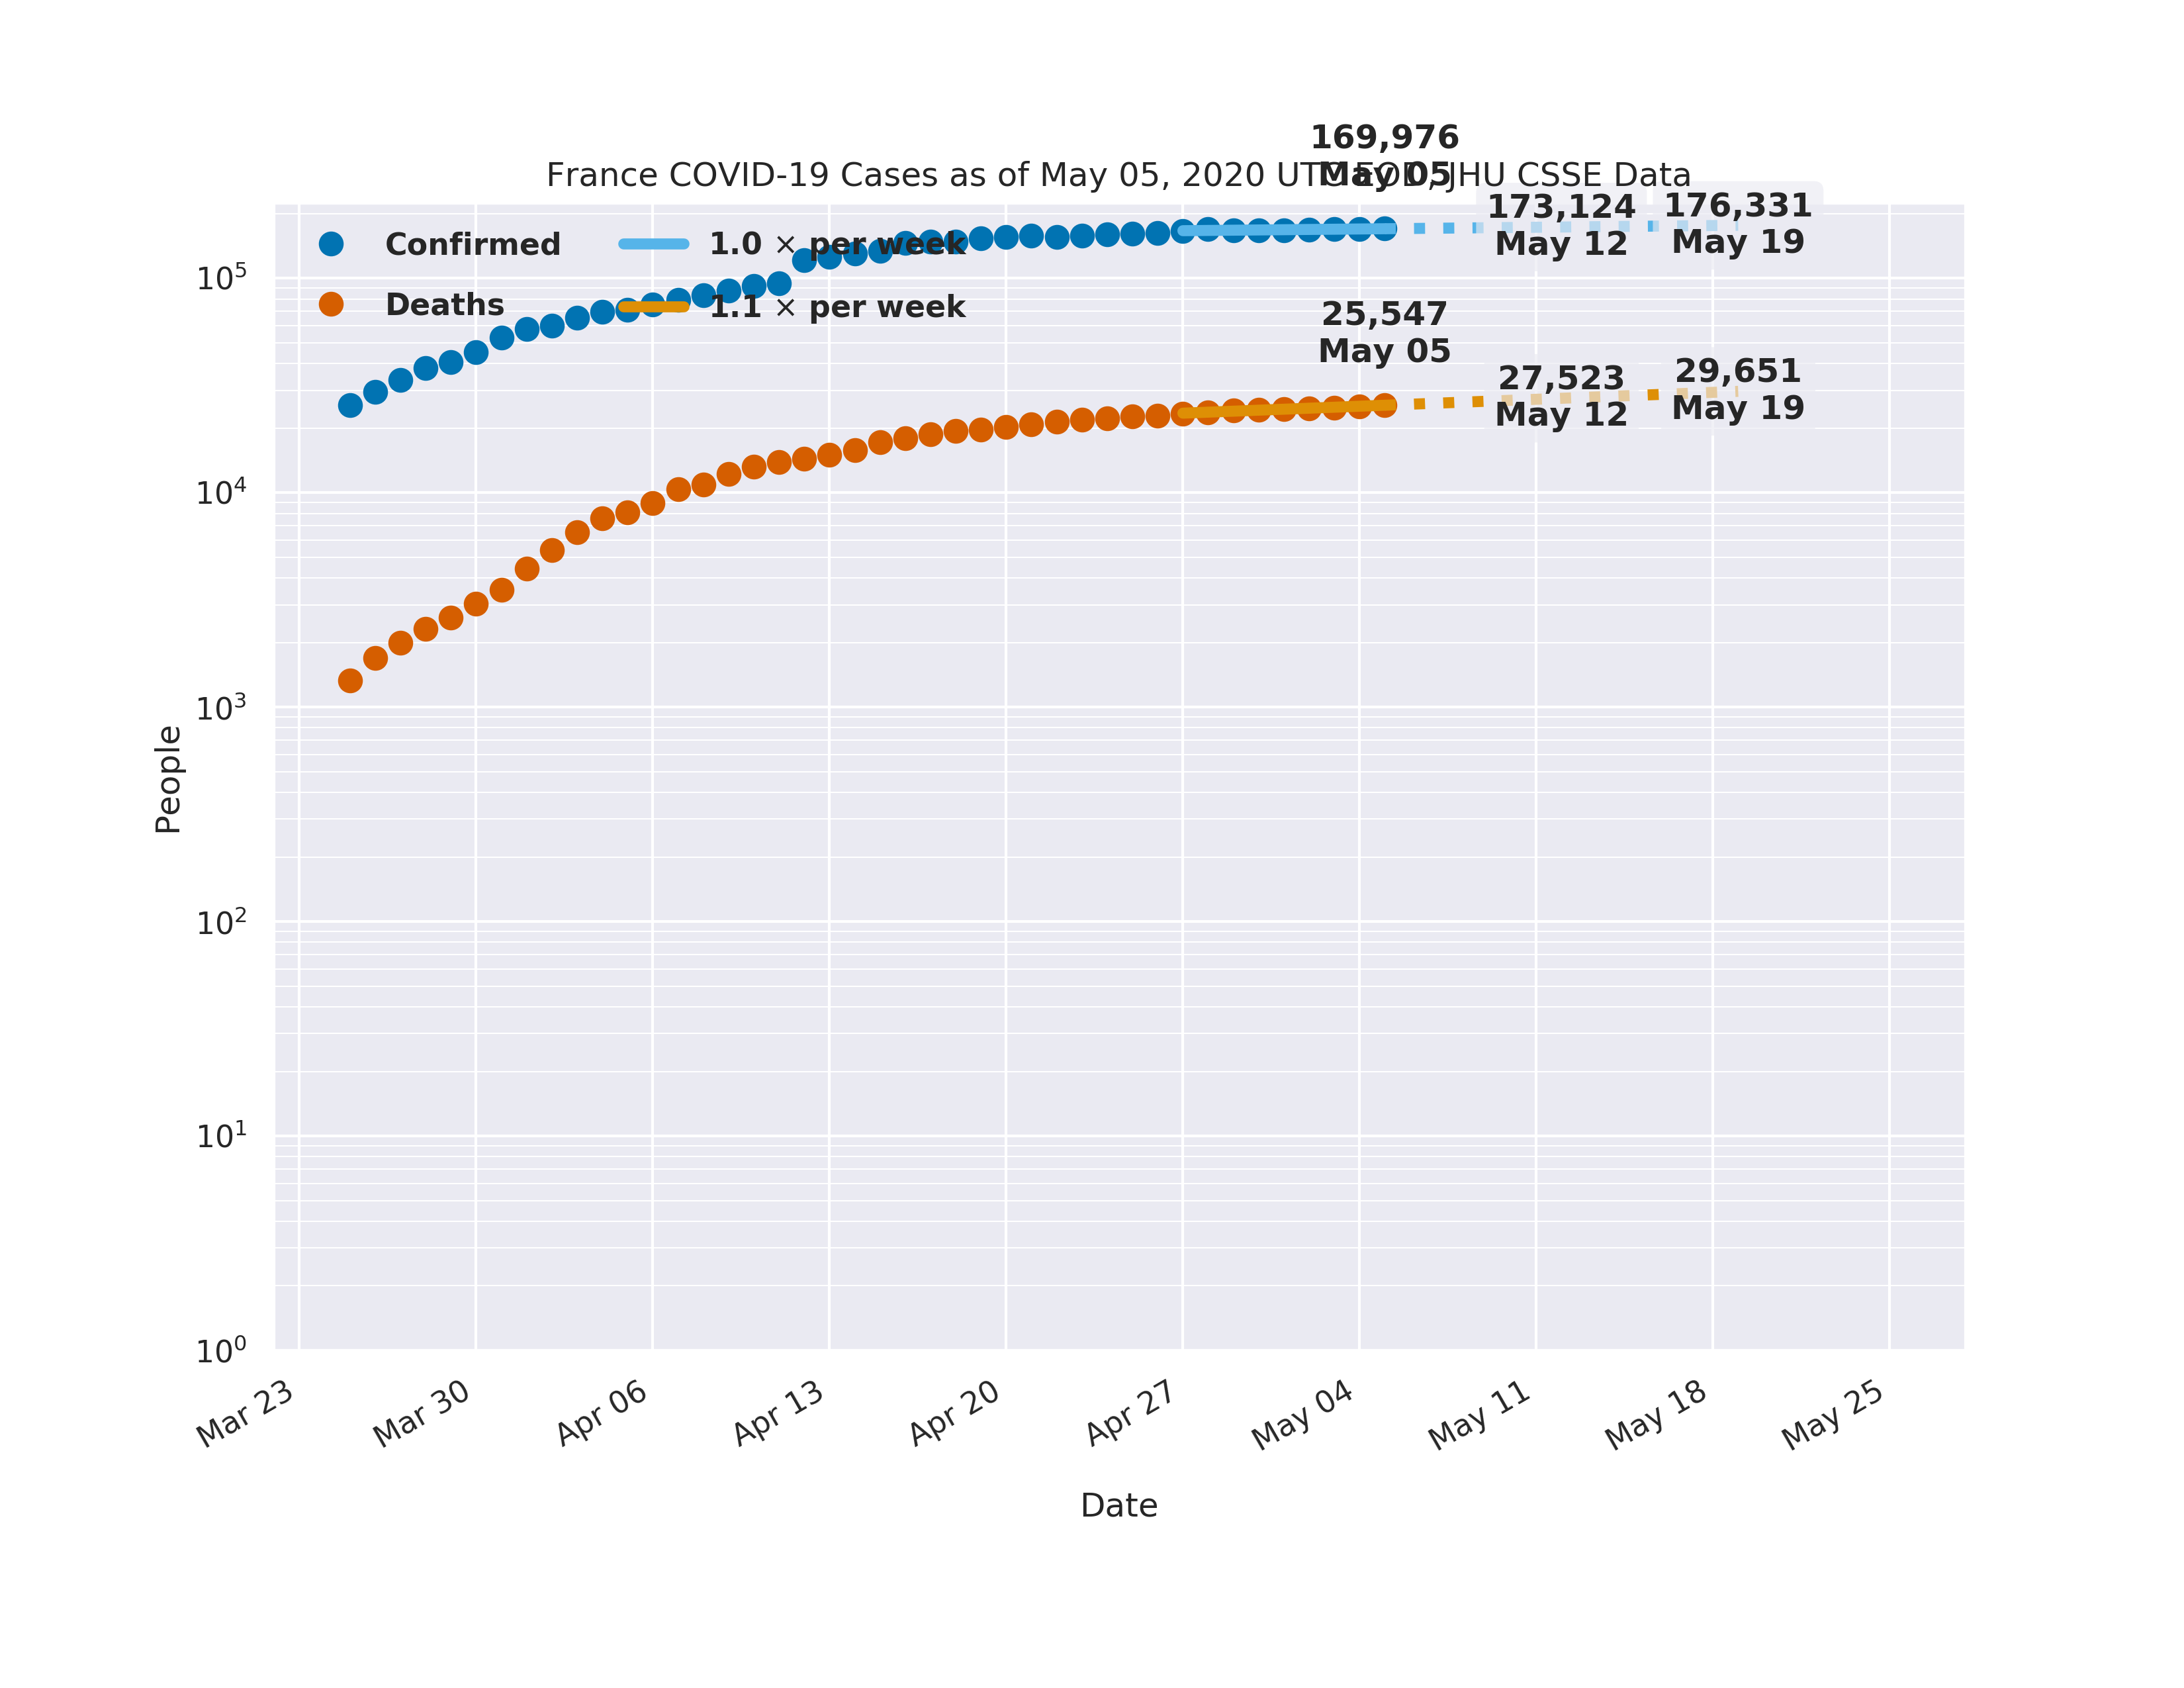 169,976
May 05
France COVID-19 Cases as of May 05, 2020 UTC EOD, JHU CSSE Data
173,124
May 12
176,331
May 19
Confirmed
1.0 × per week
Deaths
1.1 × per week
25,547
May 05
27,523
May 12
29,651
May 19
10⁵
10⁴
10³
10²
10¹
10⁰
People
Mar 23
Mar 30
Apr 06
Apr 13
Apr 20
Apr 27
May 04
May 11
May 18
May 25
Date